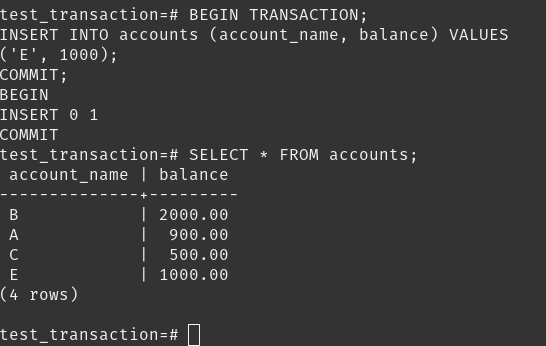 test_transaction=# BEGIN TRANSACTION;
INSERT INTO accounts (account_name, balance) VALUES
('E', 1000);
COMMIT;
BEGIN
INSERT 0 1
COMMIT
test_transaction=# SELECT * FROM accounts;
 account_name | balance
--------------+---------
 B            | 2000.00
 A            |  900.00
 C            |  500.00
 E            | 1000.00
(4 rows)

test_transaction=#